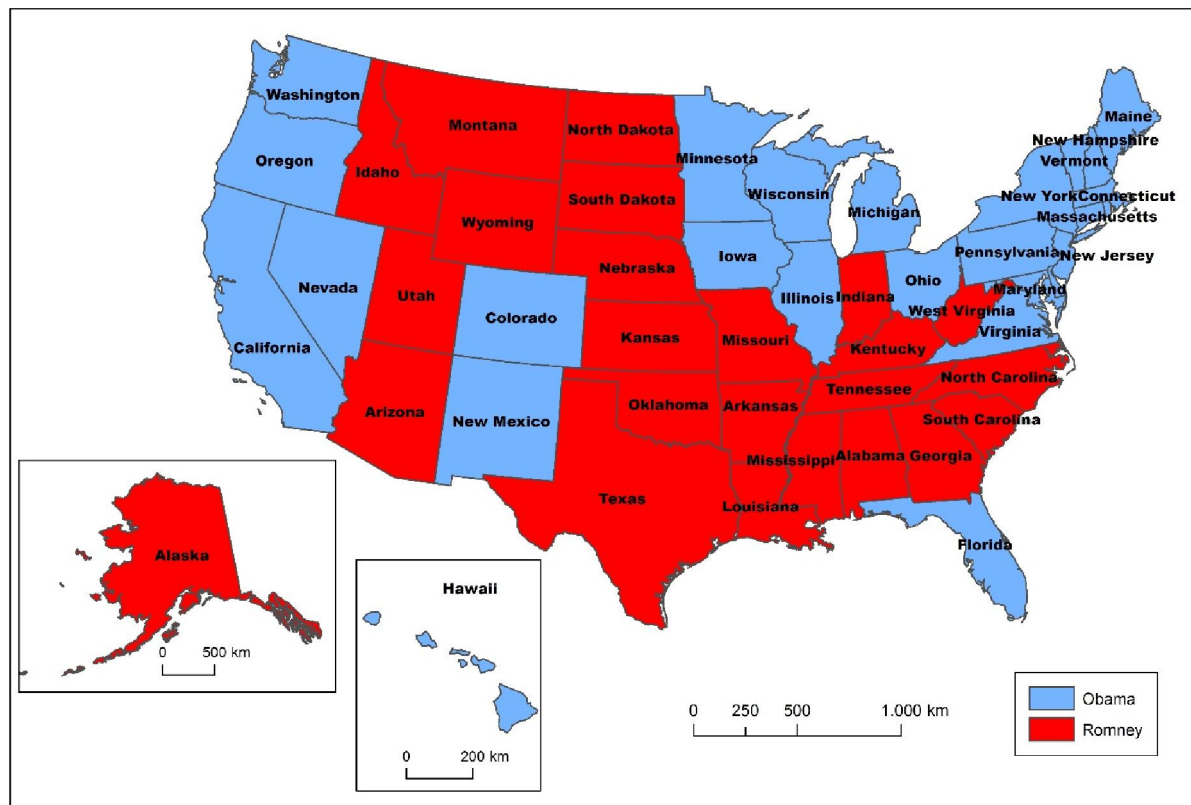 Washington
Maine
Montana
North Dakota
New Hampshire
Minnesota
Vermont
Oregon
Idaho
Wisconsin
South Dakota
New YorkConnecticut
Michigan
Massachusetts
Wyoming
Pennsylvania
New Jersey
Iowa
Nebraska
Ohio
Nevada
Utah
Illinois
Indiana
Maryland
Colorado
West Virginia
Virginia
California
Kansas
Missouri
Kentucky
North Carolina
Tennessee
Arizona
Oklahoma
Arkansas
New Mexico
South Carolina
Mississippi
Alabama
Georgia
Texas
Louisiana
Florida
Alaska
0 500 km
Hawaii
0 200 km
0 250 500 1.000 km
Obama
Romney